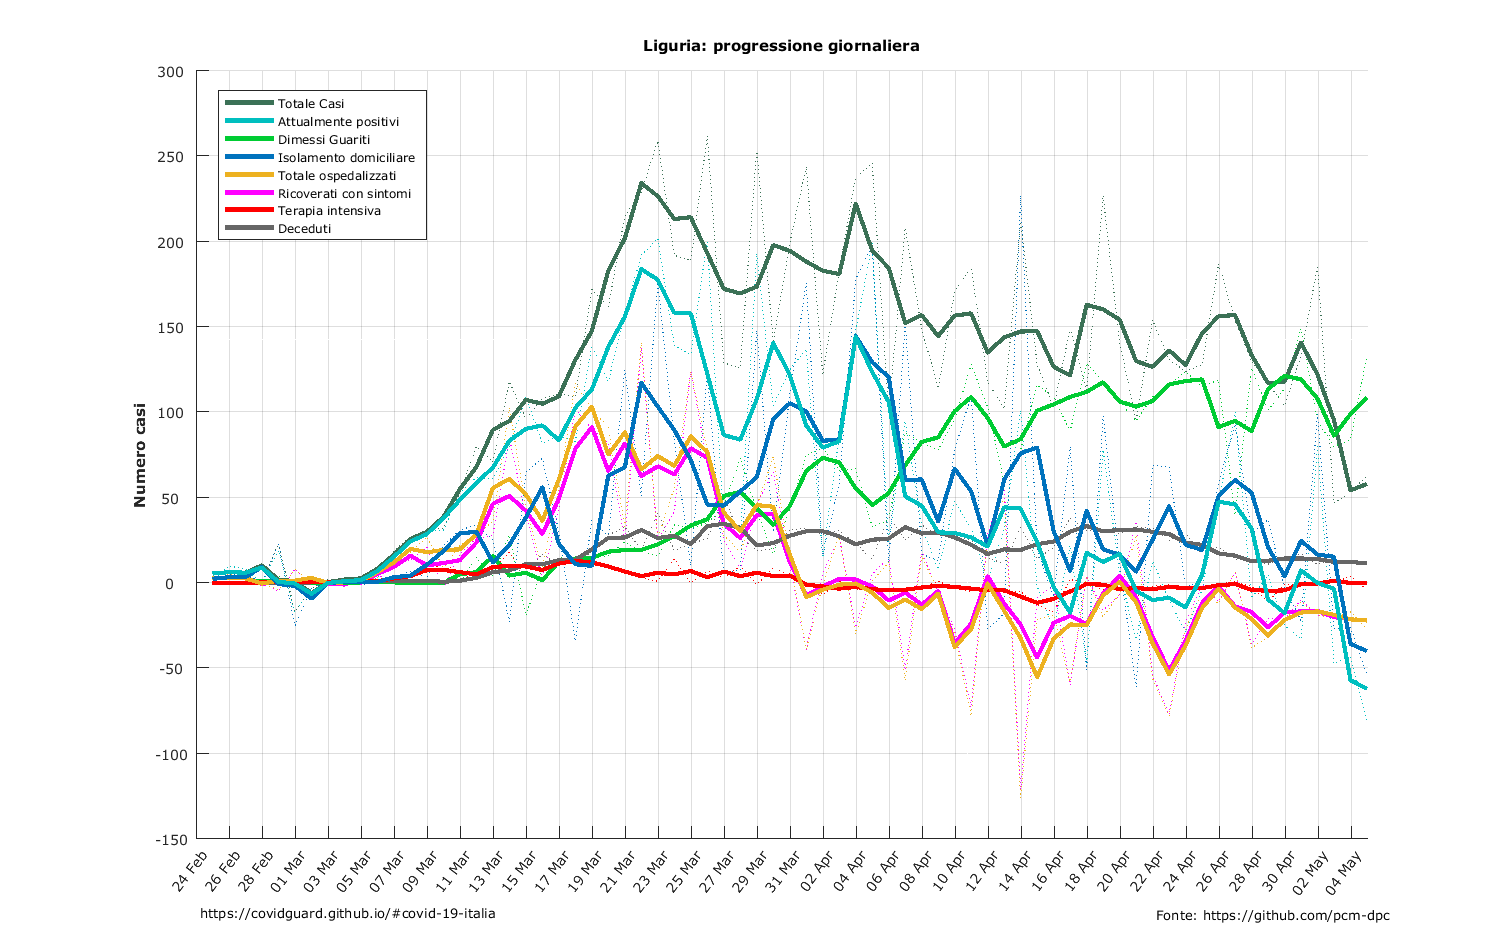 Liguria: progressione giornaliera
300
250
200
150
100
50
0
-50
-100
-150
Numero casi
Totale Casi
Attualmente positivi
Dimessi Guariti
Isolamento domiciliare
Totale ospedalizzati
Ricoverati con sintomi
Terapia intensiva
Deceduti
24 Feb
26 Feb
28 Feb
01 Mar
03 Mar
05 Mar
07 Mar
09 Mar
11 Mar
13 Mar
15 Mar
17 Mar
19 Mar
21 Mar
23 Mar
25 Mar
27 Mar
29 Mar
31 Mar
02 Apr
04 Apr
06 Apr
08 Apr
10 Apr
12 Apr
14 Apr
16 Apr
18 Apr
20 Apr
22 Apr
24 Apr
26 Apr
28 Apr
30 Apr
02 May
04 May
https://covidguard.github.io/#covid-19-italia
Fonte: https://github.com/pcm-dpc